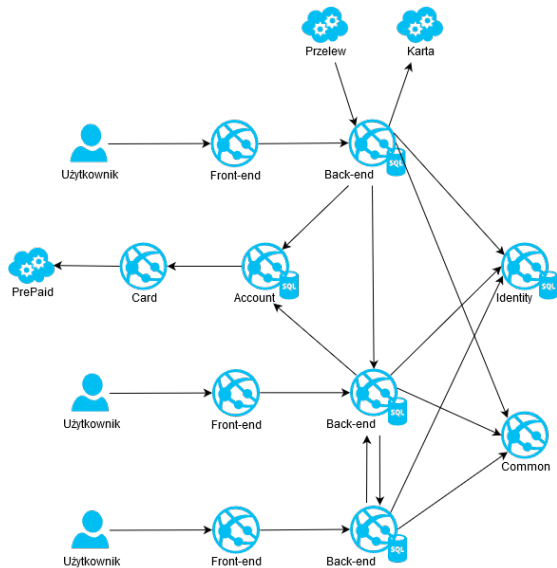 Przelew
Karta
SQL
Użytkownik
Front-end
Back-end
SQL
SQL
PrePaid
Card
Account
Identity
SQL
Użytkownik
Front-end
Back-end
Common
SQL
Użytkownik
Front-end
Back-end